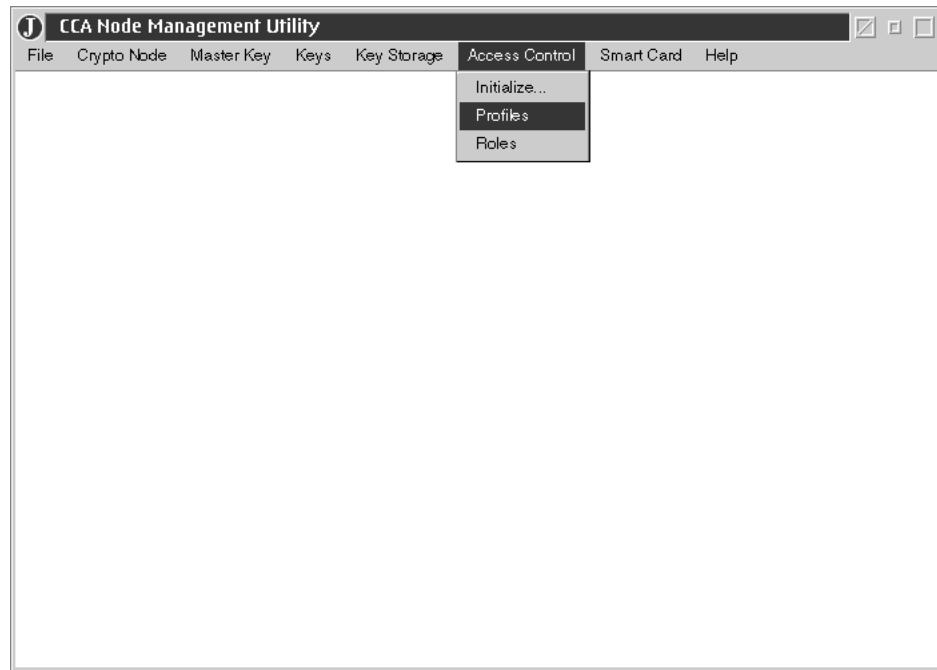 J CCA Node Management Utility
File Crypto Node Master Key Keys Key Storage Access Control Smart Card Help
Initialize...
Profiles
Roles